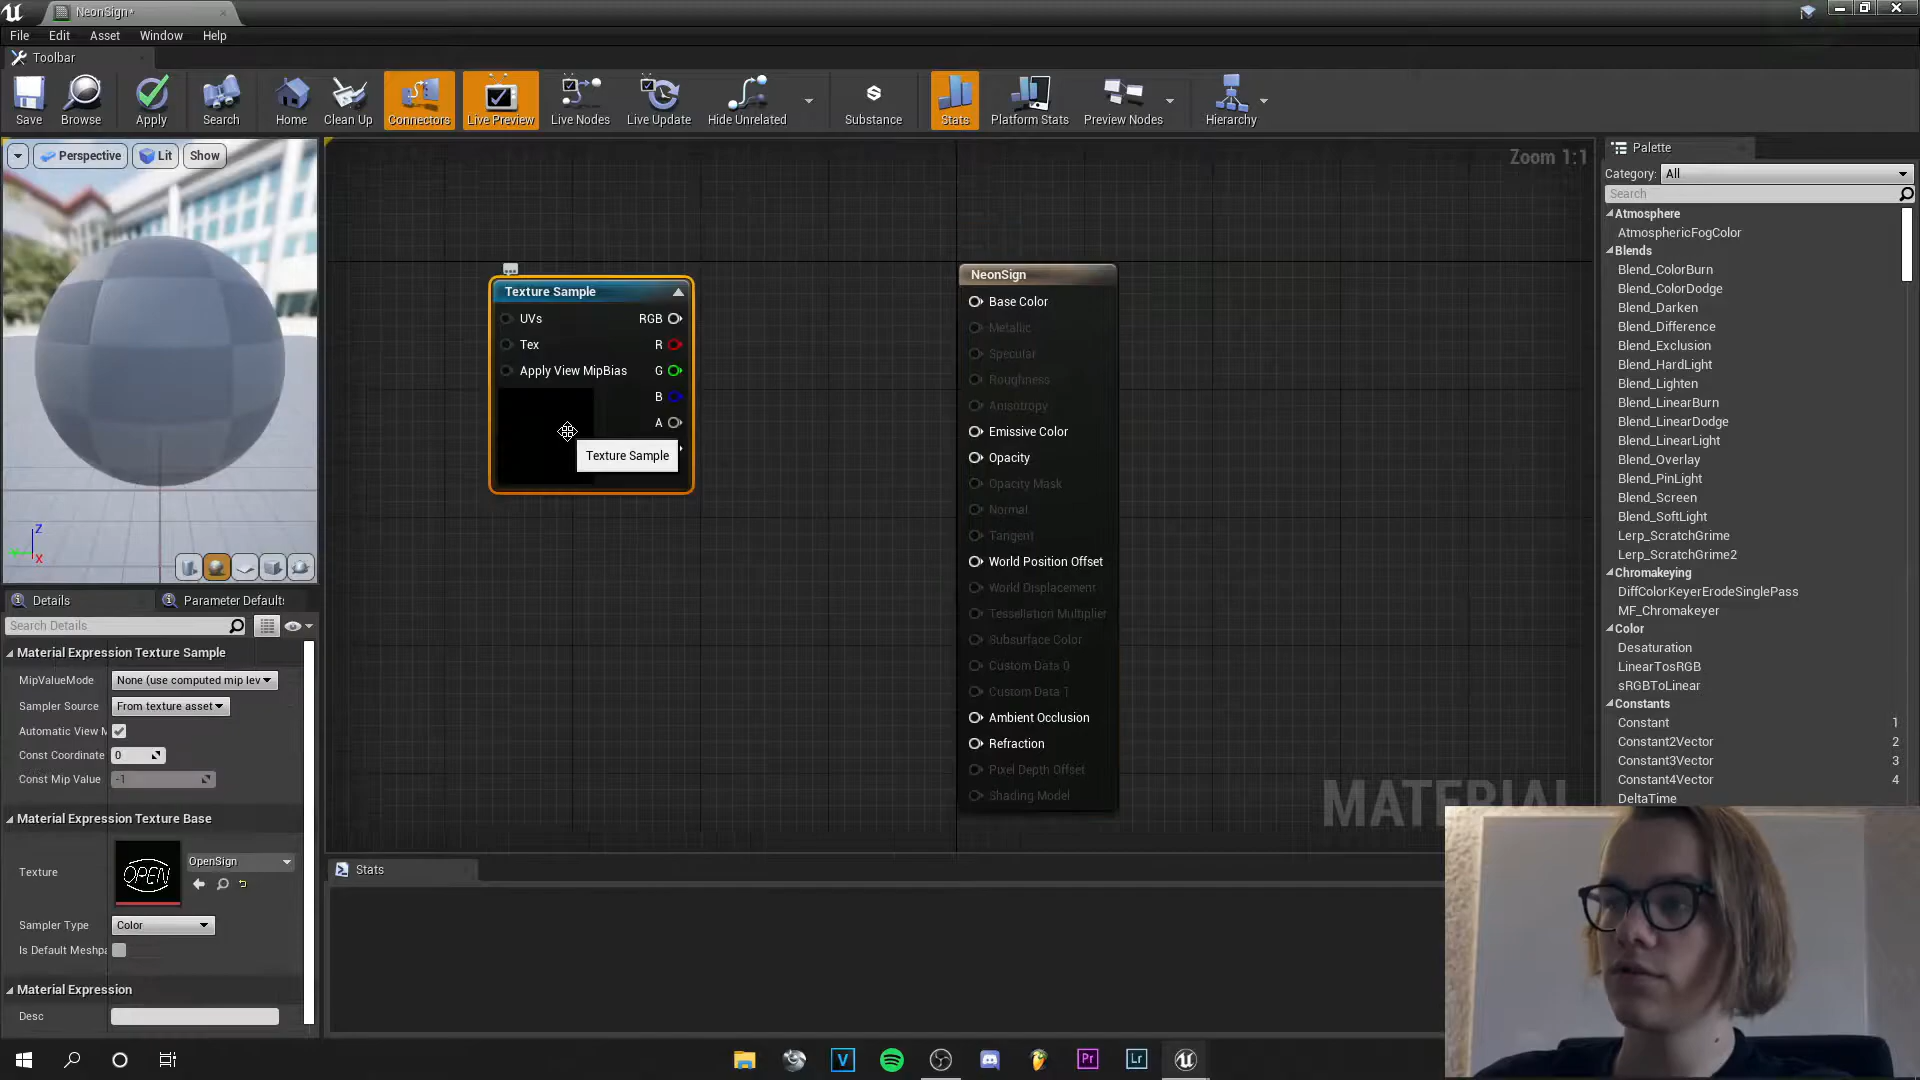 NeonSign*
File Edit Asset Window Help
Toolbar
Save Browse Apply Search Home Clean Up Connectors Live Preview Live Nodes Live Update Hide Unrelated Substance Stats Platform Stats Preview Nodes Hierarchy
Perspective Lit Show
Z
X
Details Parameter Defaults
Search Details
Material Expression Texture Sample
MipValueMode None (use computed mip lev
Sampler Source From texture asset
Automatic View M
Const Coordinate 0
Const Mip Value -1
Material Expression Texture Base
Texture OPEN OpenSign
Sampler Type Color
Is Default Meshpa
Material Expression
Desc
Zoom 1:1
Texture Sample
UVs RGB
Tex R
Apply View MipBias G
B
A
Texture Sample
NeonSign
Base Color
Metallic
Specular
Roughness
Anisotropy
Emissive Color
Opacity
Opacity Mask
Normal
Tangent
World Position Offset
World Displacement
Tessellation Multiplier
Subsurface Color
Custom Data 0
Custom Data 1
Ambient Occlusion
Refraction
Pixel Depth Offset
Shading Model
MATERIAL
Stats
Palette
Category: All
Search
Atmosphere
AtmosphericFogColor
Blends
Blend_ColorBurn
Blend_ColorDodge
Blend_Darken
Blend_Difference
Blend_Exclusion
Blend_HardLight
Blend_Lighten
Blend_LinearBurn
Blend_LinearDodge
Blend_LinearLight
Blend_Overlay
Blend_PinLight
Blend_Screen
Blend_SoftLight
Lerp_ScratchGrime
Lerp_ScratchGrime2
Chromakeying
DiffColorKeyerErodeSinglePass
MF_Chromakeyer
Color
Desaturation
LinearTosRGB
sRGBToLinear
Constants
Constant 1
Constant2Vector 2
Constant3Vector 3
Constant4Vector 4
DeltaTime
V Pr Lr